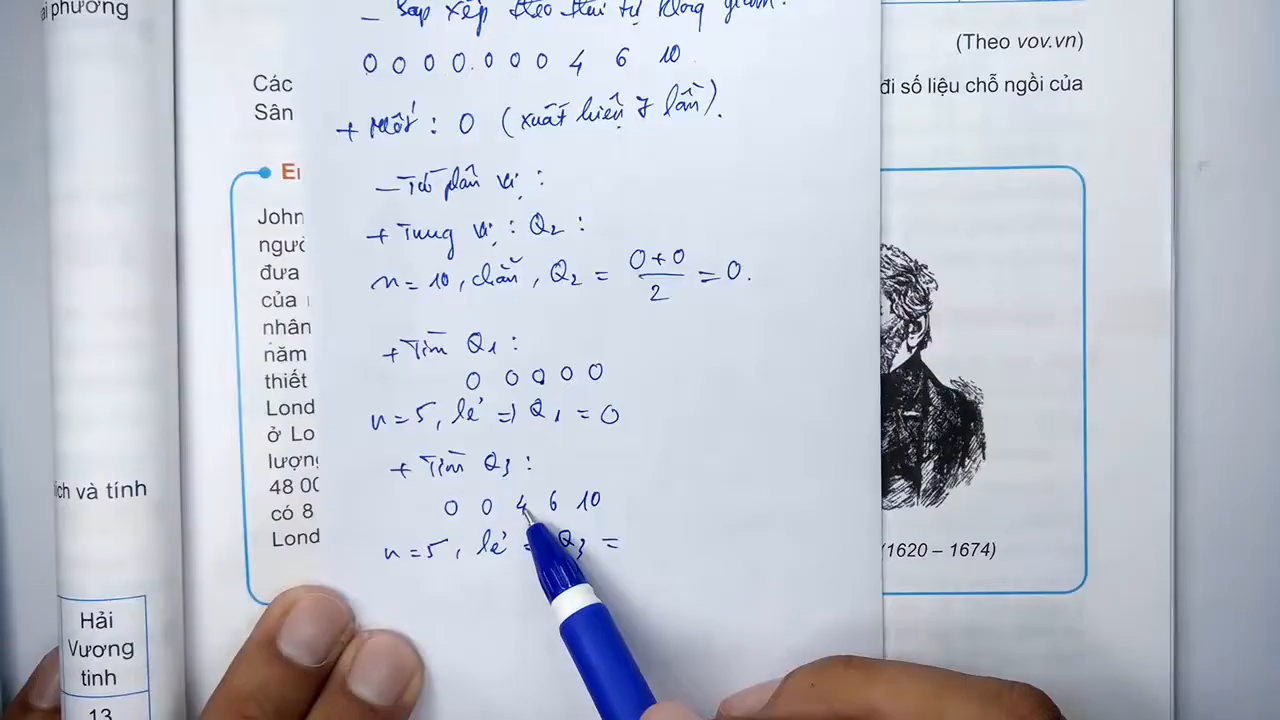 ại phương
– Sắp xếp theo thứ tự không giảm:
0 0 0 0. 0 0 0 4 6 10
+ Mốt : 0 (xuất hiện 7 lần).
– Tứ phân vị :
+ Trung vị : Q2 :
n = 10, chẵn, Q2 = (0 + 0)/2 = 0.
+ Tìm Q1 :
0 0 0 0 0
n = 5, lẻ => Q1 = 0
+ Tìm Q3 :
0 0 4 6 10
n = 5, lẻ = Q3 =
(Theo vov.vn)
Các
đi số liệu chỗ ngồi của
Sân
John
người
đưa
của
nhân
năm
thiết
Lond
ở Lo
lượng
48 00
có 8
Lond
(1620 – 1674)
ích và tính
Hải
Vương
tinh
13